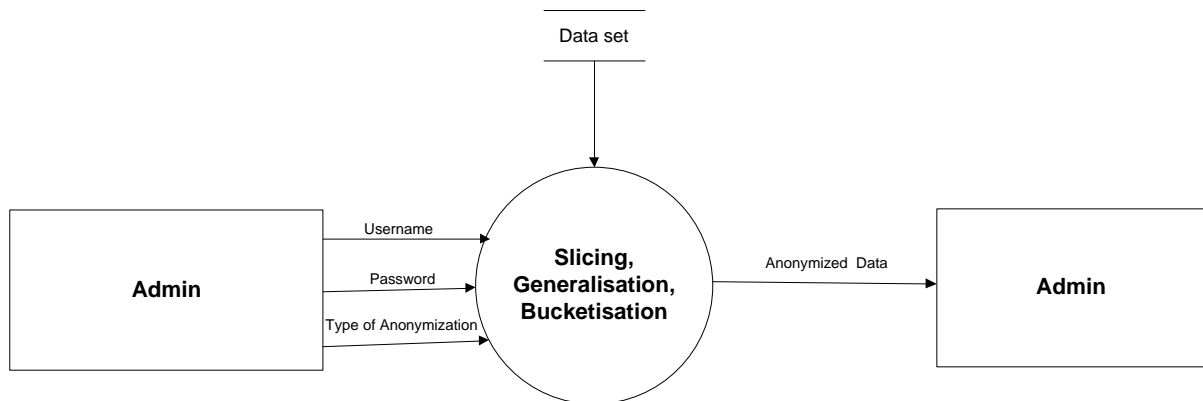 Data set
Username
Admin
Password
Type of Anonymization
Slicing,
Generalisation,
Bucketisation
Anonymized Data
Admin